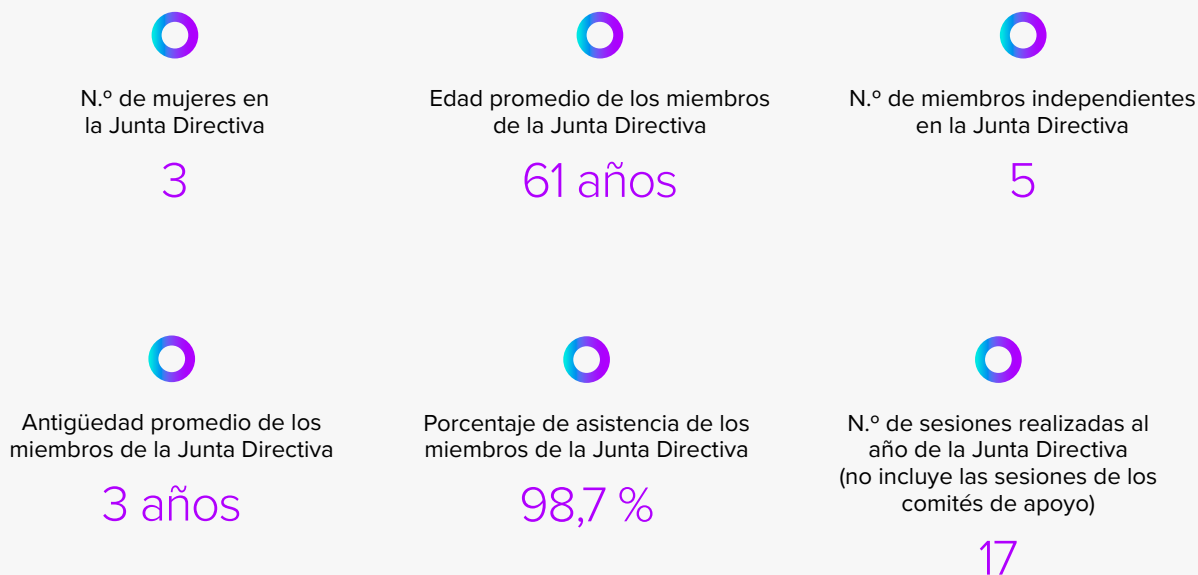 N.º de mujeres en
la Junta Directiva
3
Edad promedio de los miembros
de la Junta Directiva
61 años
N.º de miembros independientes
en la Junta Directiva
5
Antigüedad promedio de los
miembros de la Junta Directiva
3 años
Porcentaje de asistencia de los
miembros de la Junta Directiva
98,7 %
N.º de sesiones realizadas al
año de la Junta Directiva
(no incluye las sesiones de los
comités de apoyo)
17